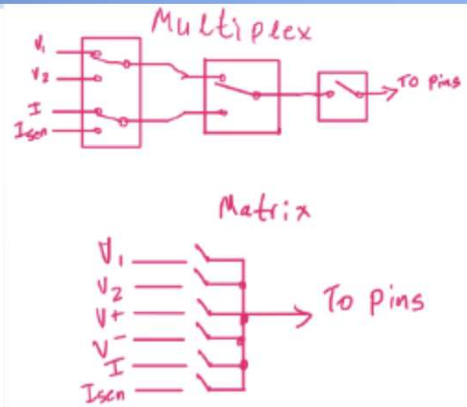 Multiplex
V1
V2
I
Isen
To Pins
Matrix
V1
V2
V+
V-
I
Isen
To Pins